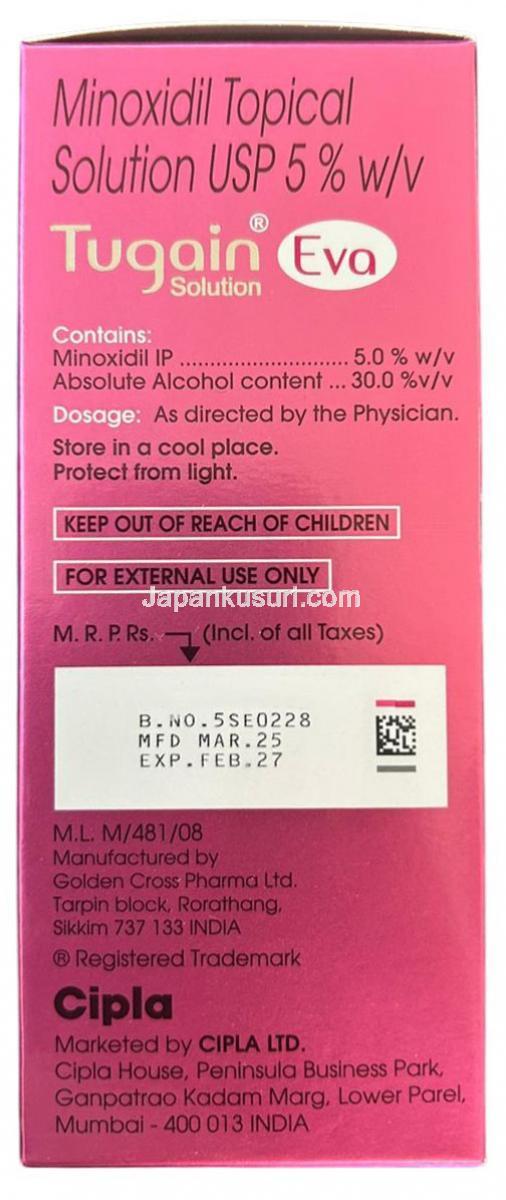 Minoxidil Topical
Solution USP 5 % w/v
Tugain® Eva
Solution
Contains:
Minoxidil IP ............................ 5.0 % w/v
Absolute Alcohol content ... 30.0 %v/v
Dosage: As directed by the Physician.
Store in a cool place.
Protect from light.
KEEP OUT OF REACH OF CHILDREN
FOR EXTERNAL USE ONLY
Japankusuri.com
M. R. P. Rs. (Incl. of all Taxes)
B.NO.5SE0228
MFD MAR.25
EXP.FEB.27
M.L. M/481/08
Manufactured by
Golden Cross Pharma Ltd.
Tarpin block, Rorathang,
Sikkim 737 133 INDIA
® Registered Trademark
Cipla
Marketed by CIPLA LTD.
Cipla House, Peninsula Business Park,
Ganpatrao Kadam Marg, Lower Parel,
Mumbai - 400 013 INDIA